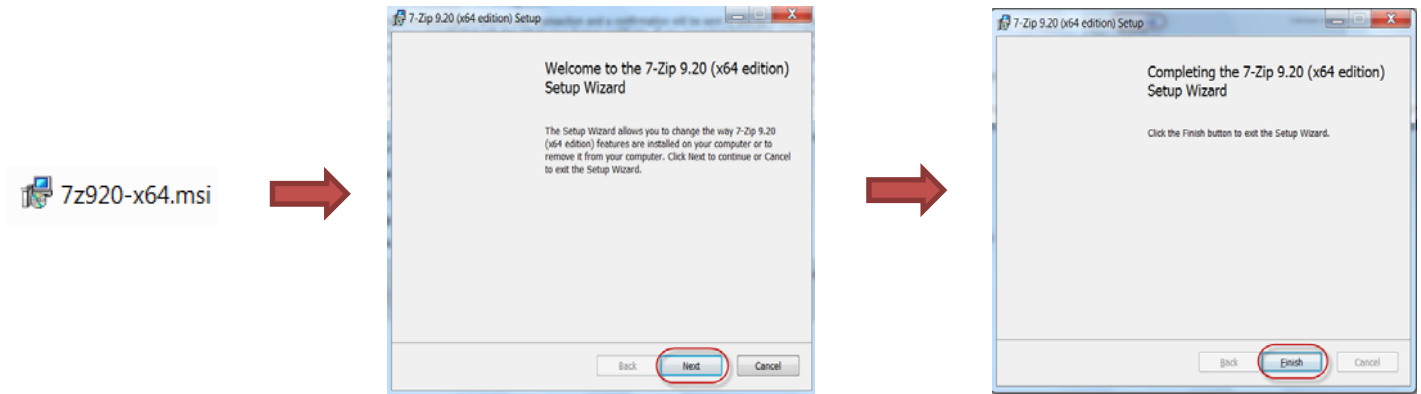 7z920-x64.msi
7-Zip 9.20 (x64 edition) Setup
Welcome to the 7-Zip 9.20 (x64 edition)
Setup Wizard
The Setup Wizard allows you to change the way 7-Zip 9.20
(x64 edition) features are installed on your computer or to
remove it from your computer. Click Next to continue or Cancel
to exit the Setup Wizard.
Back Next Cancel
7-Zip 9.20 (x64 edition) Setup
Completing the 7-Zip 9.20 (x64 edition)
Setup Wizard
Click the Finish button to exit the Setup Wizard.
Back Finish Cancel